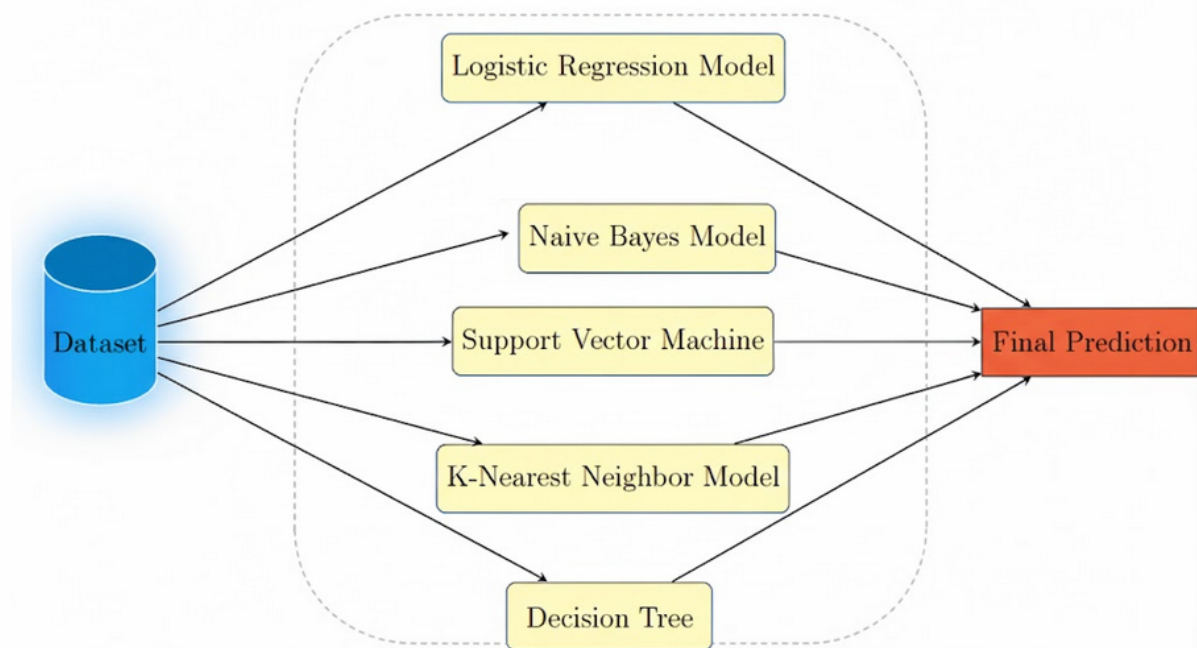 Logistic Regression Model
Naive Bayes Model
Dataset
Support Vector Machine
Final Prediction
K-Nearest Neighbor Model
Decision Tree